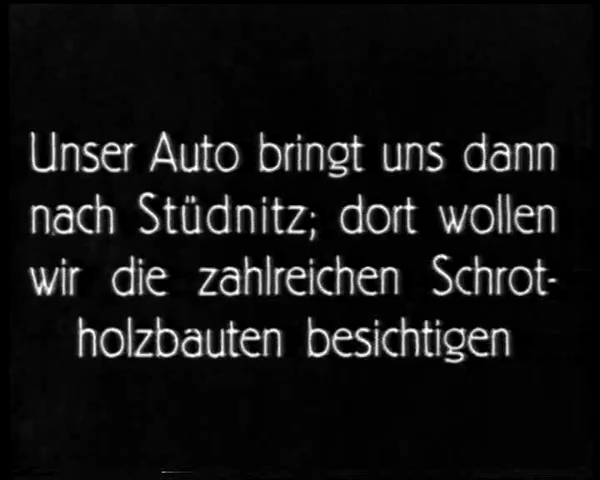 Unser Auto bringt uns dann
nach Stüdnitz; dort wollen
wir die zahlreichen Schrot-
holzbauten besichtigen